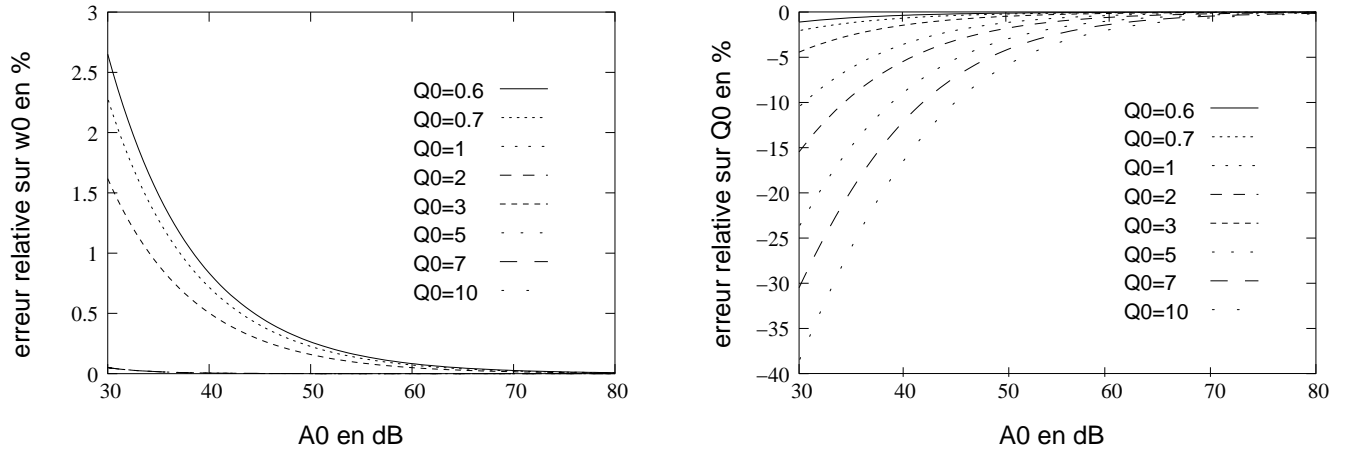 erreur relative sur w0 en %
3
2.5
2
1.5
1
0.5
0
30 40 50 60 70 80
A0 en dB
Q0=0.6
Q0=0.7
Q0=1
Q0=2
Q0=3
Q0=5
Q0=7
Q0=10
erreur relative sur Q0 en %
0
−5
−10
−15
−20
−25
−30
−35
−40
30 40 50 60 70 80
A0 en dB
Q0=0.6
Q0=0.7
Q0=1
Q0=2
Q0=3
Q0=5
Q0=7
Q0=10